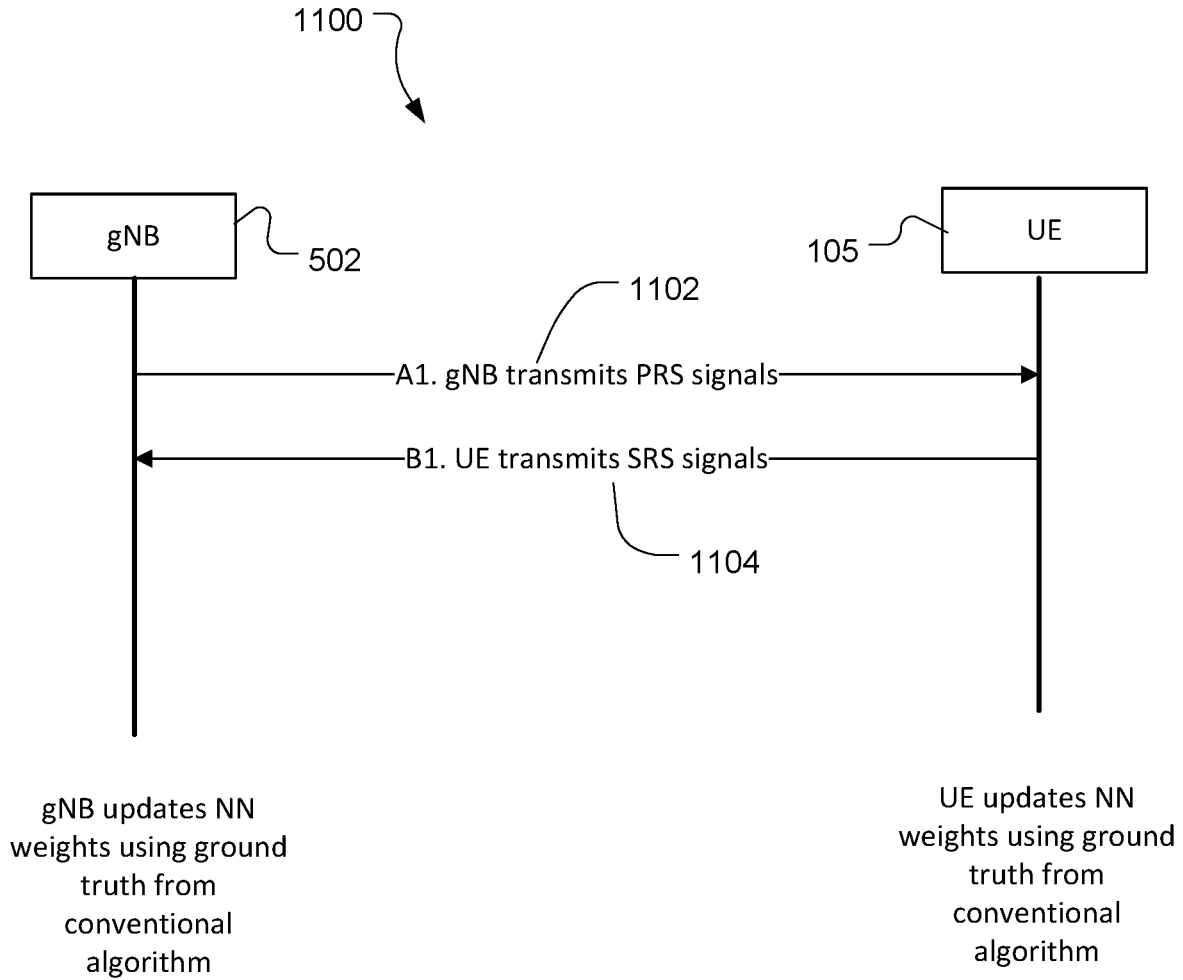 1100
gNB
502
105
UE
1102
A1. gNB transmits PRS signals
B1. UE transmits SRS signals
1104
gNB updates NN
weights using ground
truth from
conventional
algorithm
UE updates NN
weights using ground
truth from
conventional
algorithm